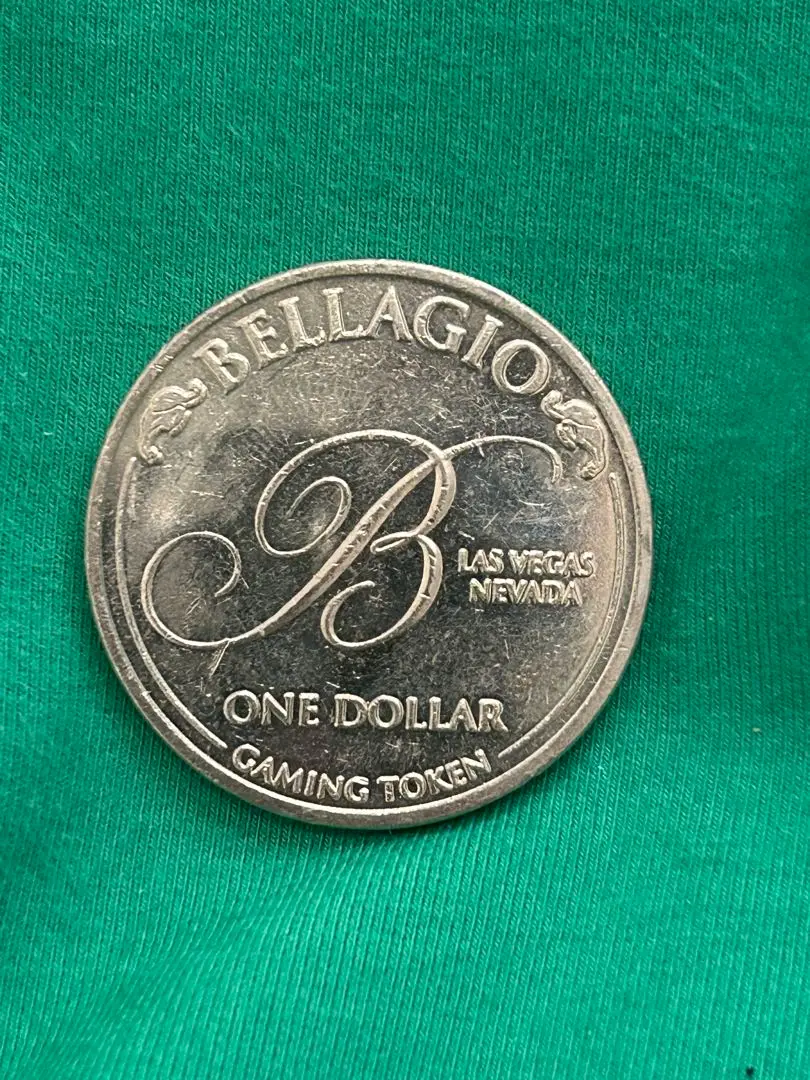 BELLAGIO
B
LAS VEGAS
NEVADA
ONE DOLLAR
GAMING TOKEN